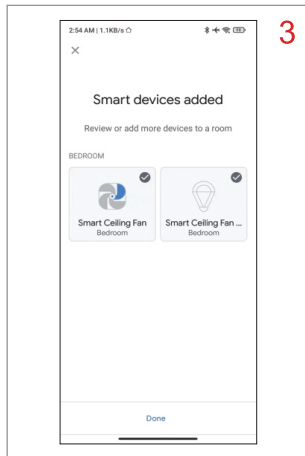 3
2:54 AM | 1.1KB/s
Smart devices added
Review or add more devices to a room
BEDROOM
Smart Ceiling Fan
Bedroom
Smart Ceiling Fan ...
Bedroom
Done